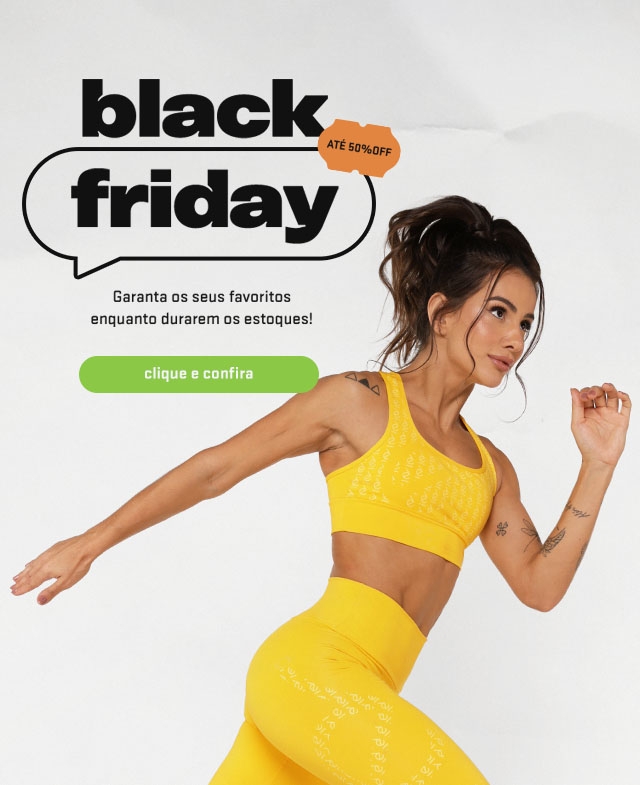 black
ATÉ 50%OFF
friday
Garanta os seus favoritos
enquanto durarem os estoques!
clique e confira